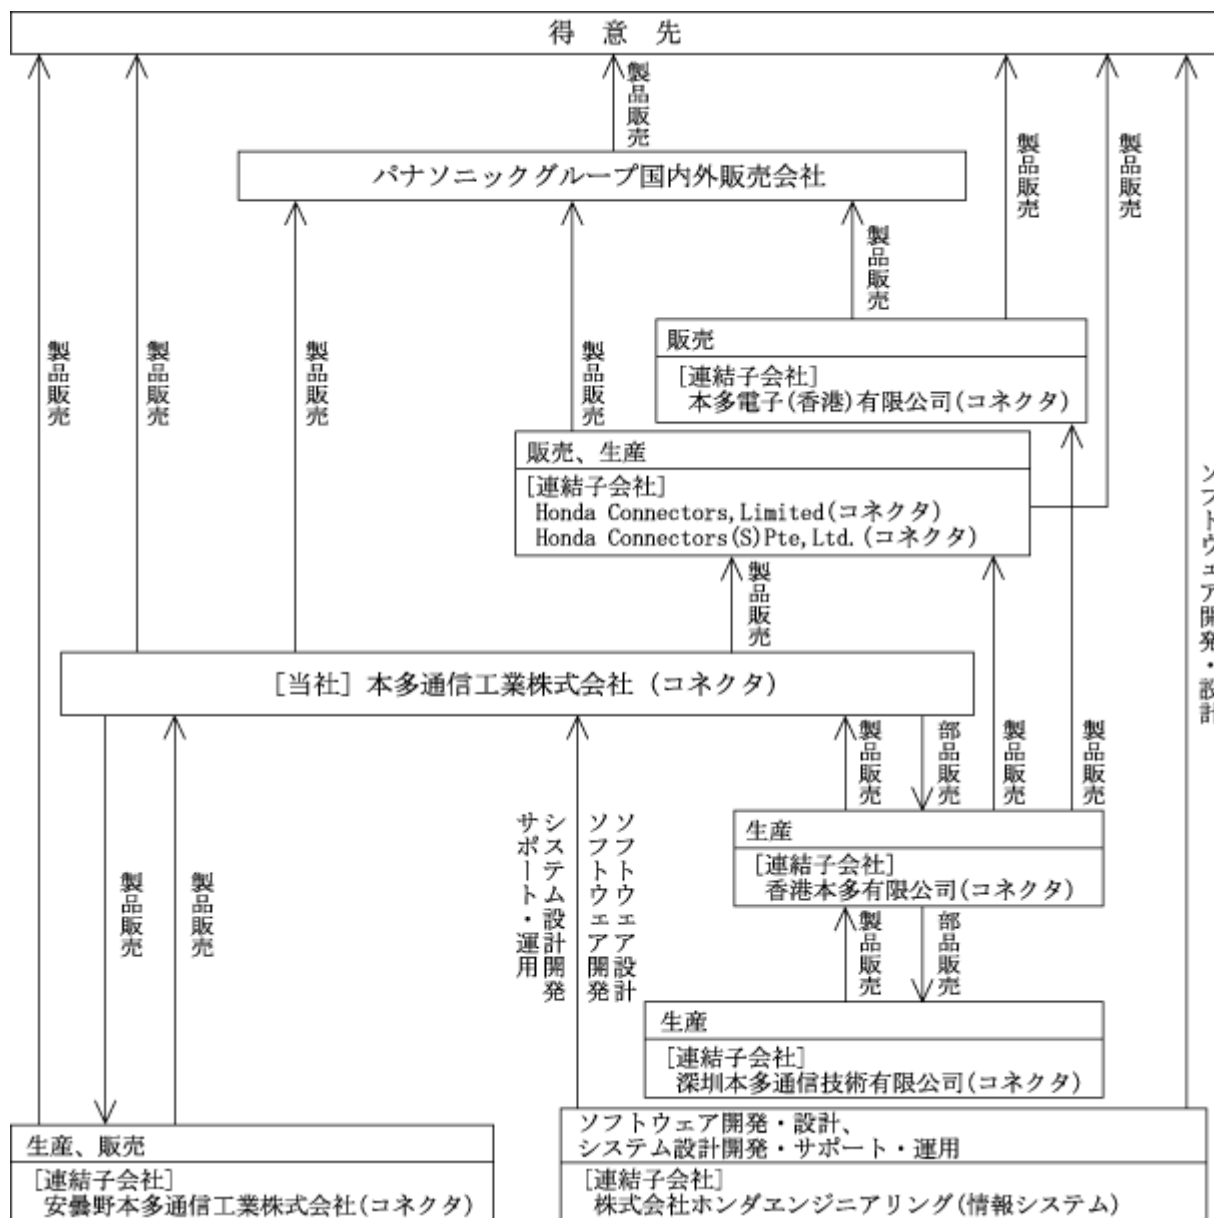 得意先
製品販売
パナソニックグループ国内外販売会社
製品販売
製品販売
製品販売
販売
[連結子会社]
本多電子(香港)有限公司(コネクタ)
製品販売
製品販売
製品販売
製品販売
販売、生産
[連結子会社]
Honda Connectors,Limited(コネクタ)
Honda Connectors(S)Pte,Ltd.(コネクタ)
ソフトウェア開発・設計
製品販売
[当社] 本多通信工業株式会社 (コネクタ)
製品販売
部品販売
製品販売
製品販売
ソフトウェア設計
ソフトウェア開発
システム設計開発
サポート・運用
生産
[連結子会社]
香港本多有限公司(コネクタ)
製品販売
製品販売
製品販売
部品販売
生産
[連結子会社]
深圳本多通信技術有限公司(コネクタ)
生産、販売
[連結子会社]
安曇野本多通信工業株式会社(コネクタ)
ソフトウェア開発・設計、
システム設計開発・サポート・運用
[連結子会社]
株式会社ホンダエンジニアリング(情報システム)